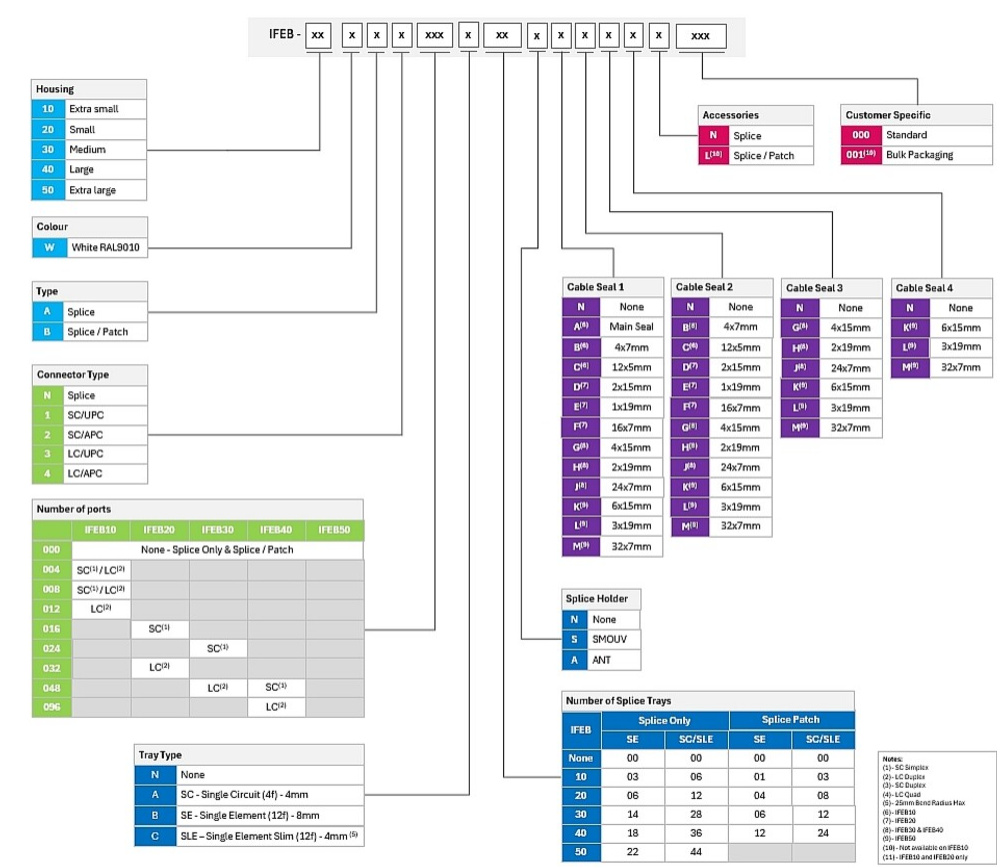 IFEB - xx x x x xxx x xx x x x x x x xxx
Housing
10 Extra small
20 Small
30 Medium
40 Large
50 Extra large
Colour
W White RAL9010
Type
A Splice
B Splice / Patch
Connector Type
N Splice
1 SC/UPC
2 SC/APC
3 LC/UPC
4 LC/APC
Number of ports
IFEB10 IFEB20 IFEB30 IFEB40 IFEB50
000 None - Splice Only & Splice / Patch
004 SC(1) / LC(2)
008 SC(1) / LC(2)
012 LC(2)
016 SC(1)
024 SC(1)
032 LC(2)
048 LC(2) SC(1)
096 LC(2)
Tray Type
N None
A SC - Single Circuit (4f) - 4mm
B SE - Single Element (12f) - 8mm
C SLE – Single Element Slim (12f) - 4mm (5)
Accessories
N Splice
L(10) Splice / Patch
Customer Specific
000 Standard
001(10) Bulk Packaging
Cable Seal 1
N None
A(6) Main Seal
B(6) 4x7mm
C(6) 12x5mm
D(7) 2x15mm
E(7) 1x19mm
F(7) 16x7mm
G(8) 4x15mm
H(8) 2x19mm
J(8) 24x7mm
K(9) 6x15mm
L(9) 3x19mm
M(9) 32x7mm
Cable Seal 2
N None
B(6) 4x7mm
C(6) 12x5mm
D(7) 2x15mm
E(7) 1x19mm
F(7) 16x7mm
G(8) 4x15mm
H(8) 2x19mm
J(8) 24x7mm
K(9) 6x15mm
L(9) 3x19mm
M(9) 32x7mm
Cable Seal 3
N None
G(8) 4x15mm
H(8) 2x19mm
J(8) 24x7mm
K(9) 6x15mm
L(9) 3x19mm
M(9) 32x7mm
Cable Seal 4
N None
K(9) 6x15mm
L(9) 3x19mm
M(9) 32x7mm
Splice Holder
N None
S SMOUV
A ANT
Number of Splice Trays
IFEB Splice Only Splice Patch
SE SC/SLE SE SC/SLE
None 00 00 00 00
10 03 06 01 03
20 06 12 04 08
30 14 28 06 12
40 18 36 12 24
50 22 44
Notes:
(1)- SC Simplex
(2)- LC Duplex
(3)- SC Duplex
(4)- LC Quad
(5)- 25mm Bend Radius Max
(6)- IFEB10
(7)- IFEB20
(8)- IFEB30 & IFEB40
(9)- IFEB50
(10)- Not available on IFEB10
(11)- IFEB10 and IFEB20 only